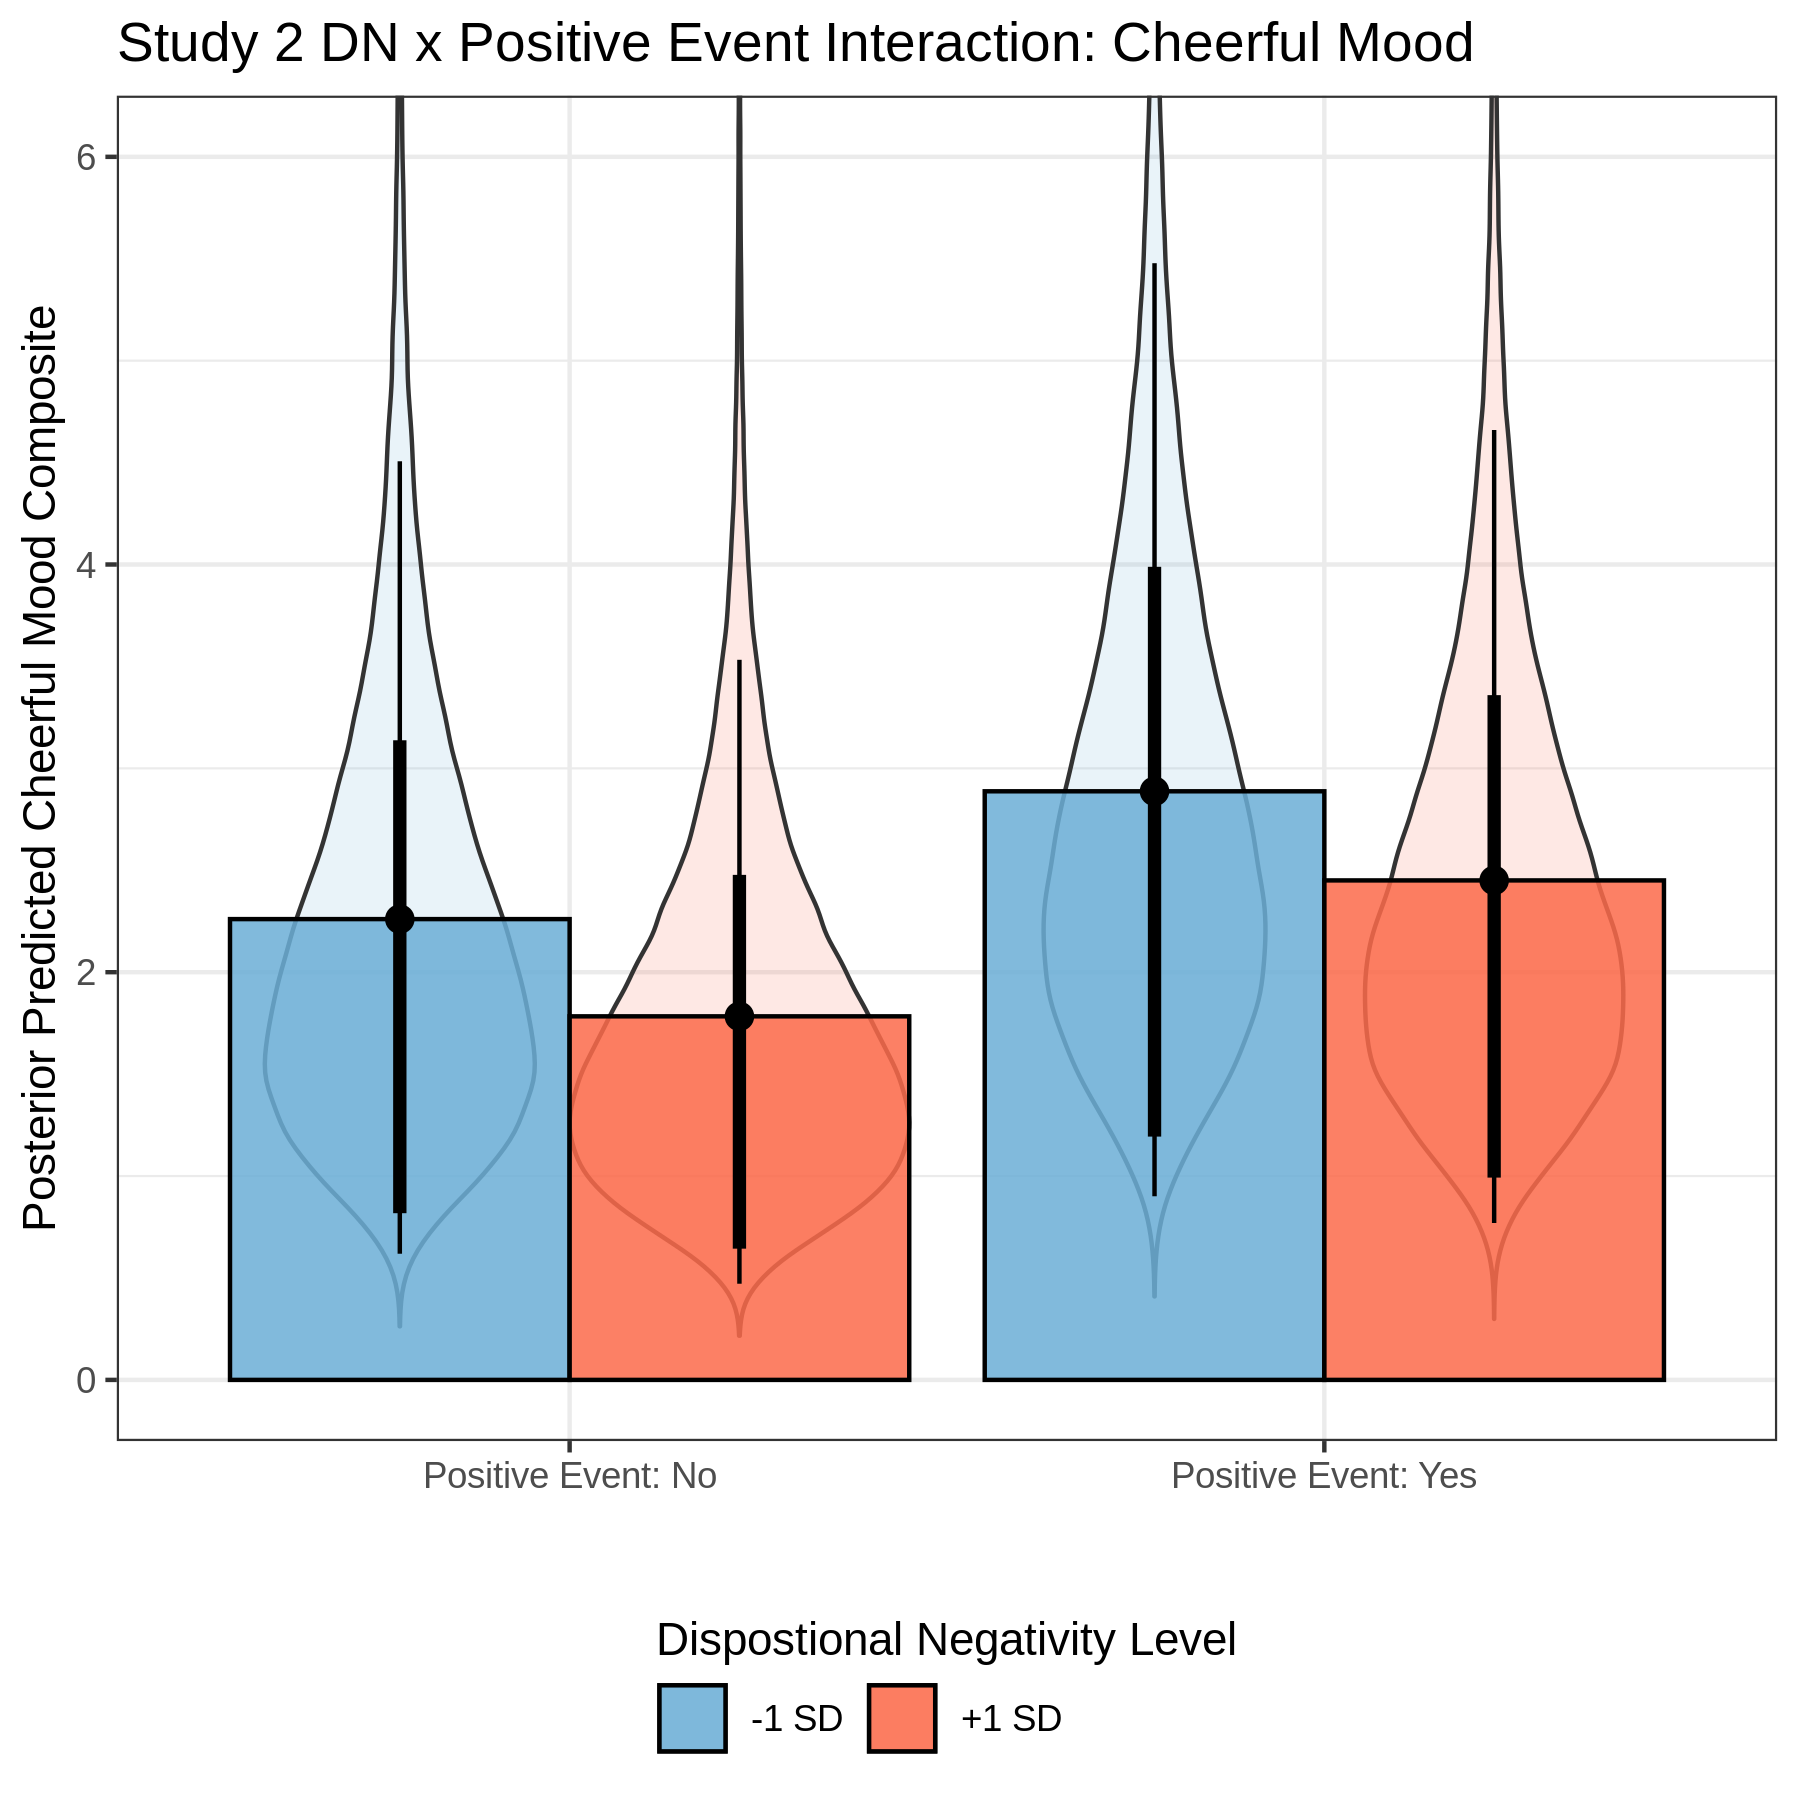 Study 2 DN x Positive Event Interaction: Cheerful Mood
Posterior Predicted Cheerful Mood Composite
6
4
2
0
Positive Event: No
Positive Event: Yes
Dispostional Negativity Level
-1 SD
+1 SD